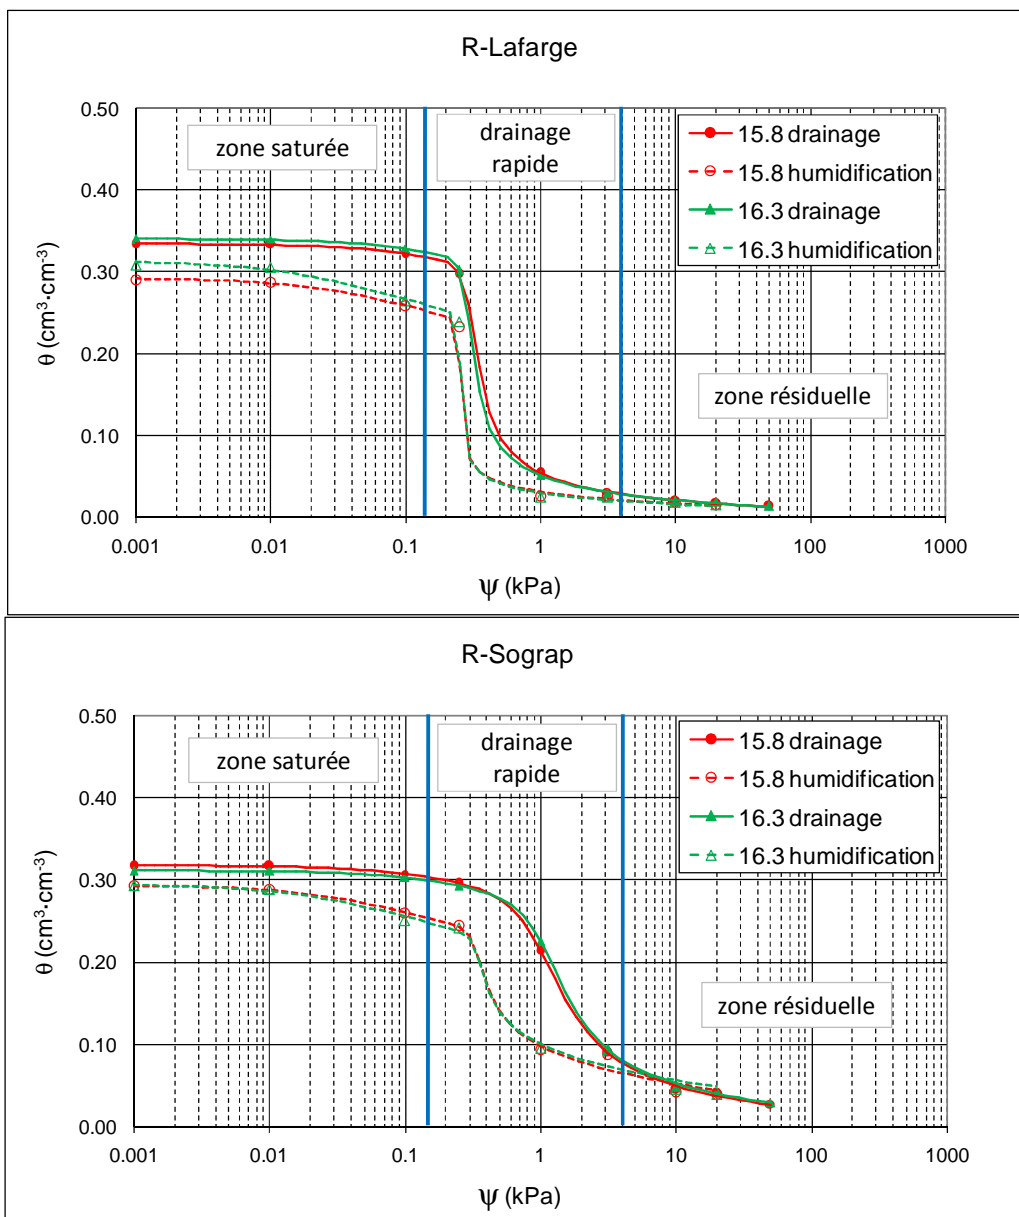 R-Lafarge
0.50
0.40
0.30
0.20
0.10
0.00
θ (cm³·cm⁻³)
zone saturée
drainage
rapide
zone résiduelle
15.8 drainage
15.8 humidification
16.3 drainage
16.3 humidification
0.001 0.01 0.1 1 10 100 1000
ψ (kPa)
R-Sograp
0.50
0.40
0.30
0.20
0.10
0.00
θ (cm³·cm⁻³)
zone saturée
drainage
rapide
zone résiduelle
15.8 drainage
15.8 humidification
16.3 drainage
16.3 humidification
0.001 0.01 0.1 1 10 100 1000
ψ (kPa)